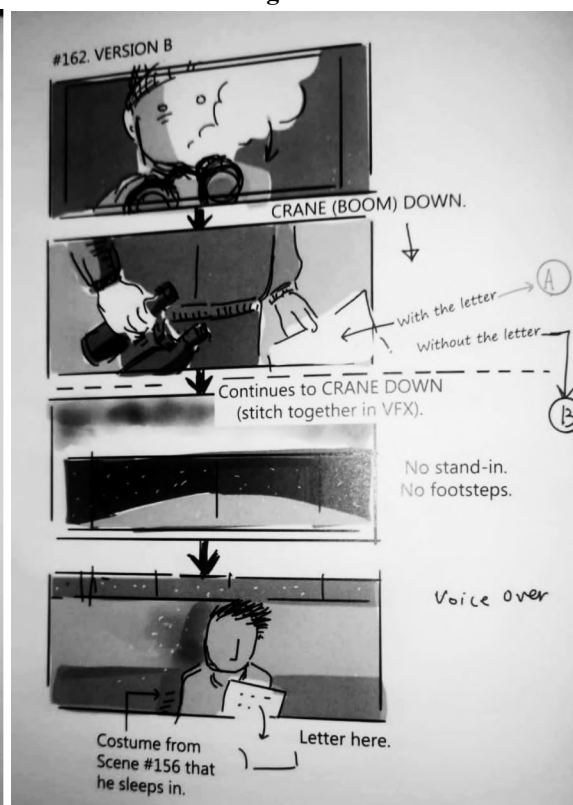 #162. VERSION B
CRANE (BOOM) DOWN.
With the letter
A
Without the letter
Continues to CRANE DOWN
(stitch together in VFX).
B
No stand-in.
No footsteps.
Voice over
Costume from
Scene #156 that
he sleeps in.
Letter here.